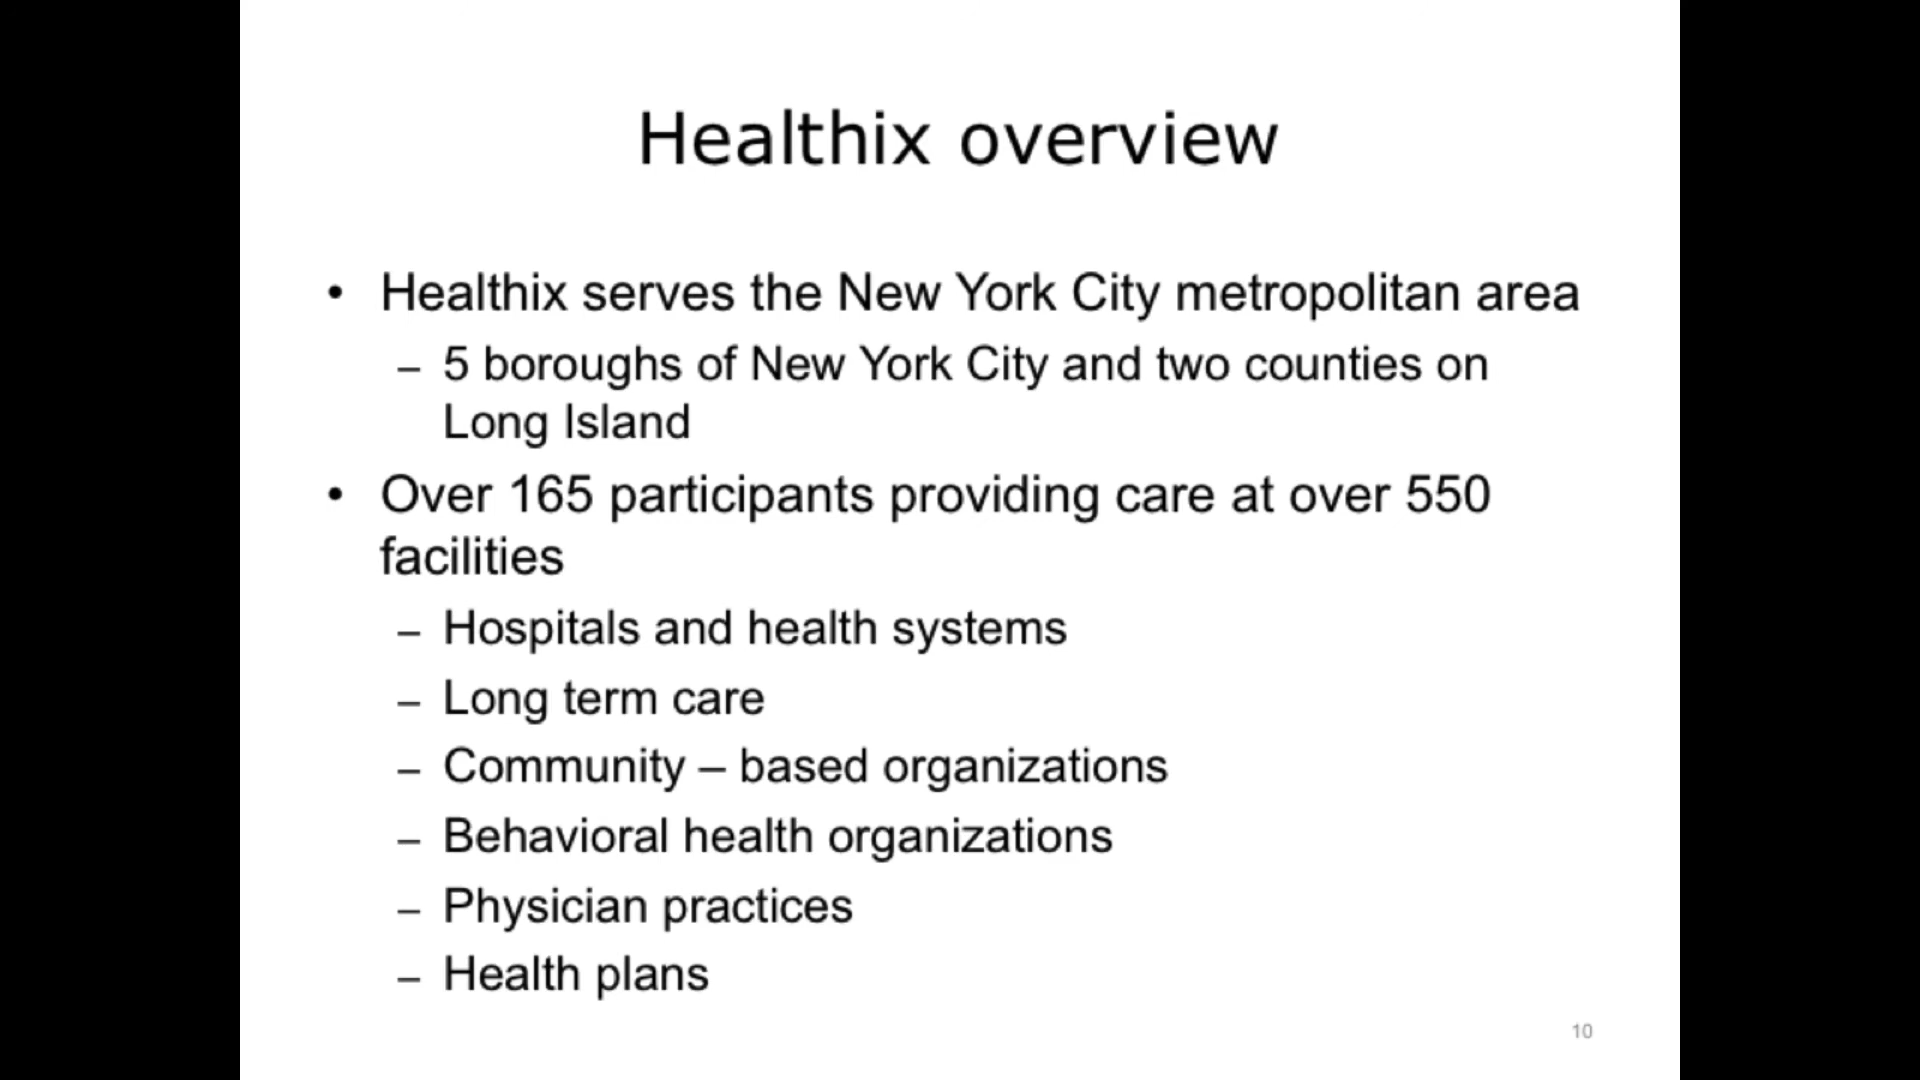 Healthix overview
• Healthix serves the New York City metropolitan area
– 5 boroughs of New York City and two counties on
Long Island
• Over 165 participants providing care at over 550
facilities
– Hospitals and health systems
– Long term care
– Community – based organizations
– Behavioral health organizations
– Physician practices
– Health plans
10